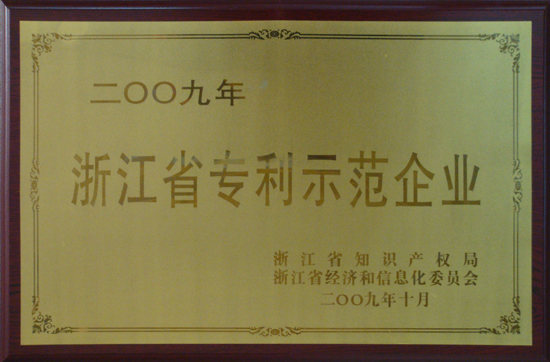 二〇〇九年
浙江省专利示范企业
浙江省知识产权局
浙江省经济和信息化委员会
二〇〇九年十月